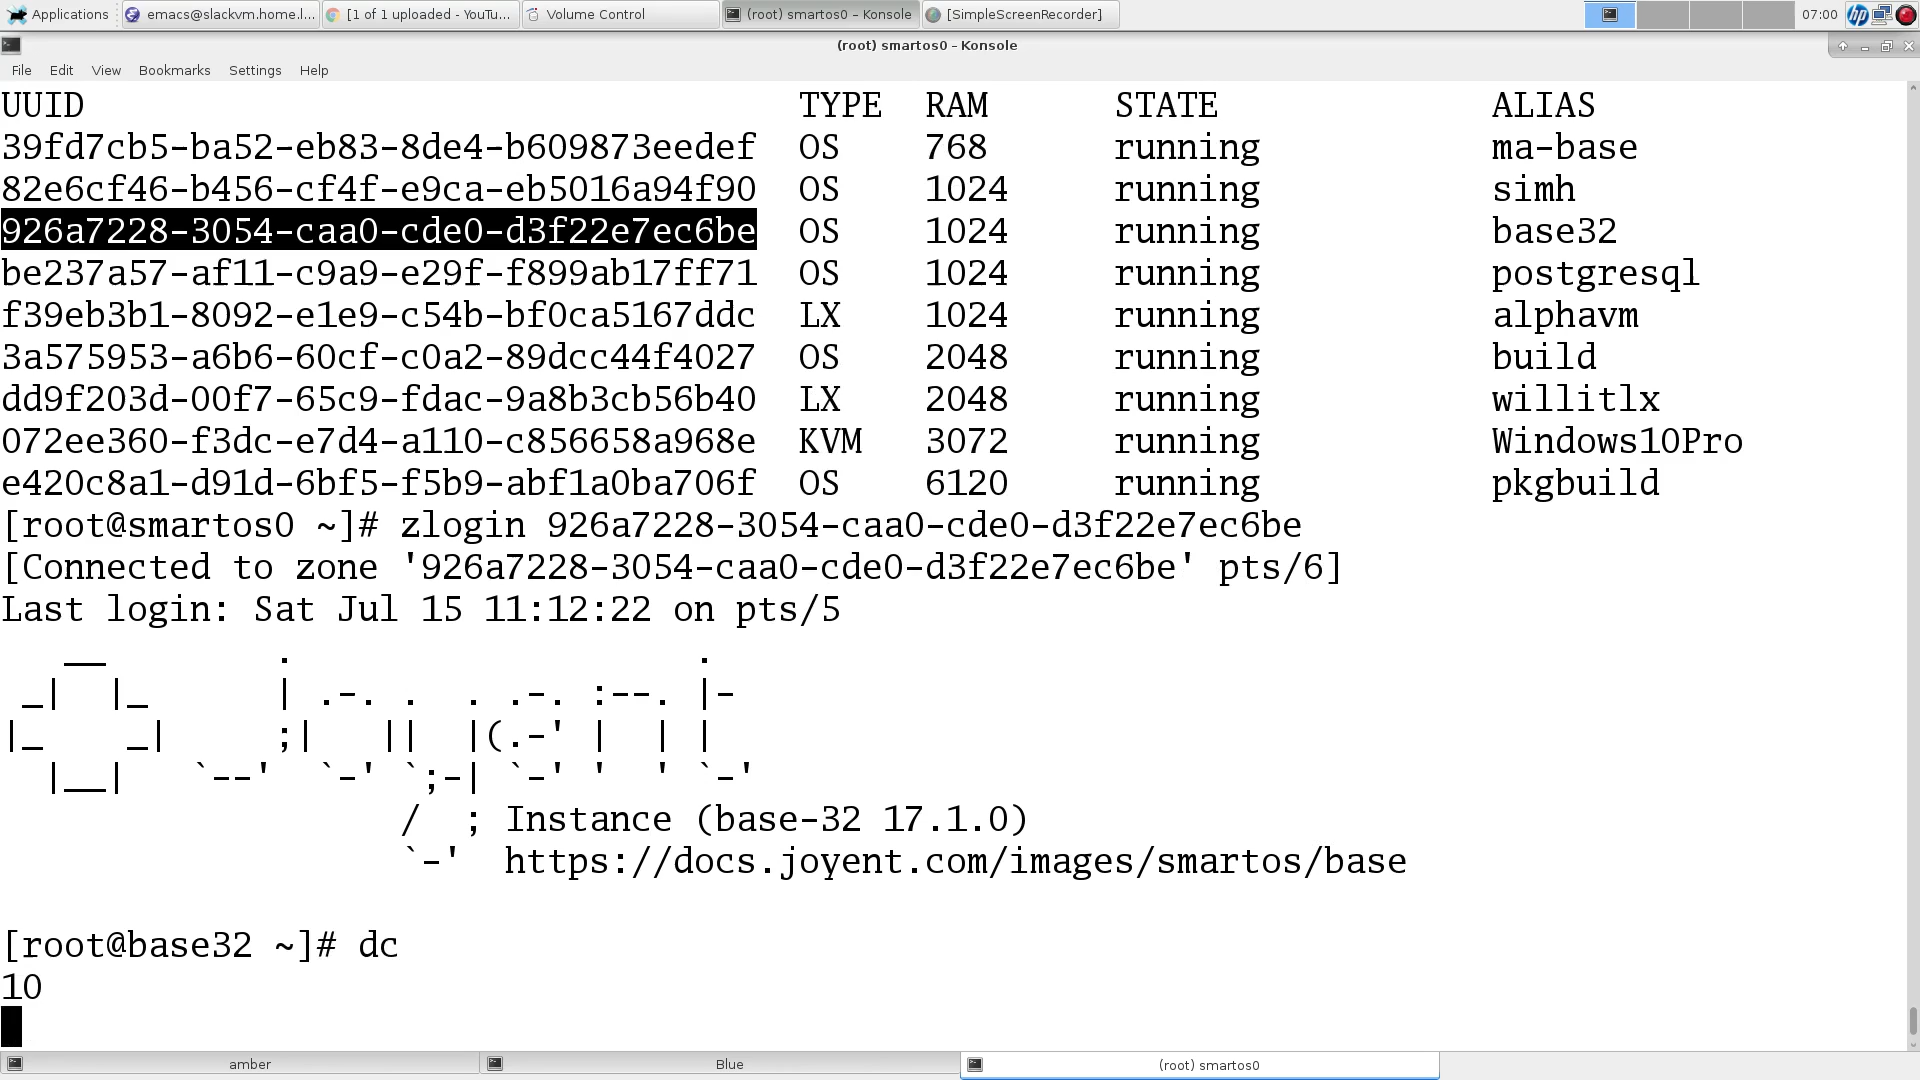 Applications emacs@slackvm.home.l... [1 of 1 uploaded - YouTu... Volume Control (root) smartos0 – Konsole [SimpleScreenRecorder] 07:00
(root) smartos0 – Konsole
File Edit View Bookmarks Settings Help
UUID TYPE RAM STATE ALIAS
39fd7cb5-ba52-eb83-8de4-b609873eedef OS 768 running ma-base
82e6cf46-b456-cf4f-e9ca-eb5016a94f90 OS 1024 running simh
926a7228-3054-caa0-cde0-d3f22e7ec6be OS 1024 running base32
be237a57-af11-c9a9-e29f-f899ab17ff71 OS 1024 running postgresql
f39eb3b1-8092-e1e9-c54b-bf0ca5167ddc LX 1024 running alphavm
3a575953-a6b6-60cf-c0a2-89dcc44f4027 OS 2048 running build
dd9f203d-00f7-65c9-fdac-9a8b3cb56b40 LX 2048 running willitlx
072ee360-f3dc-e7d4-a110-c856658a968e KVM 3072 running Windows10Pro
e420c8a1-d91d-6bf5-f5b9-abf1a0ba706f OS 6120 running pkgbuild
[root@smartos0 ~]# zlogin 926a7228-3054-caa0-cde0-d3f22e7ec6be
[Connected to zone '926a7228-3054-caa0-cde0-d3f22e7ec6be' pts/6]
Last login: Sat Jul 15 11:12:22 on pts/5
   __        .                   .
 _|  |_      | .-. .  . .-. :--. |-
|_    _|     ;|   ||  |(.-' |  | |
  |__|   `--'  `-' `;-| `-' '  ' `-'
                   /  ; Instance (base-32 17.1.0)
                   `-'  https://docs.joyent.com/images/smartos/base
[root@base32 ~]# dc
10
amber Blue (root) smartos0